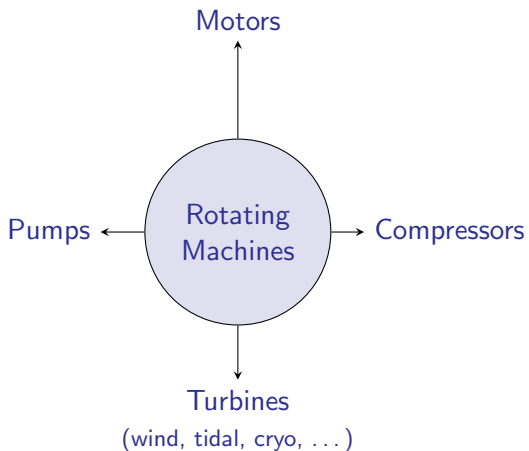 Motors
Rotating
Machines
Pumps
Compressors
Turbines
(wind, tidal, cryo, . . . )